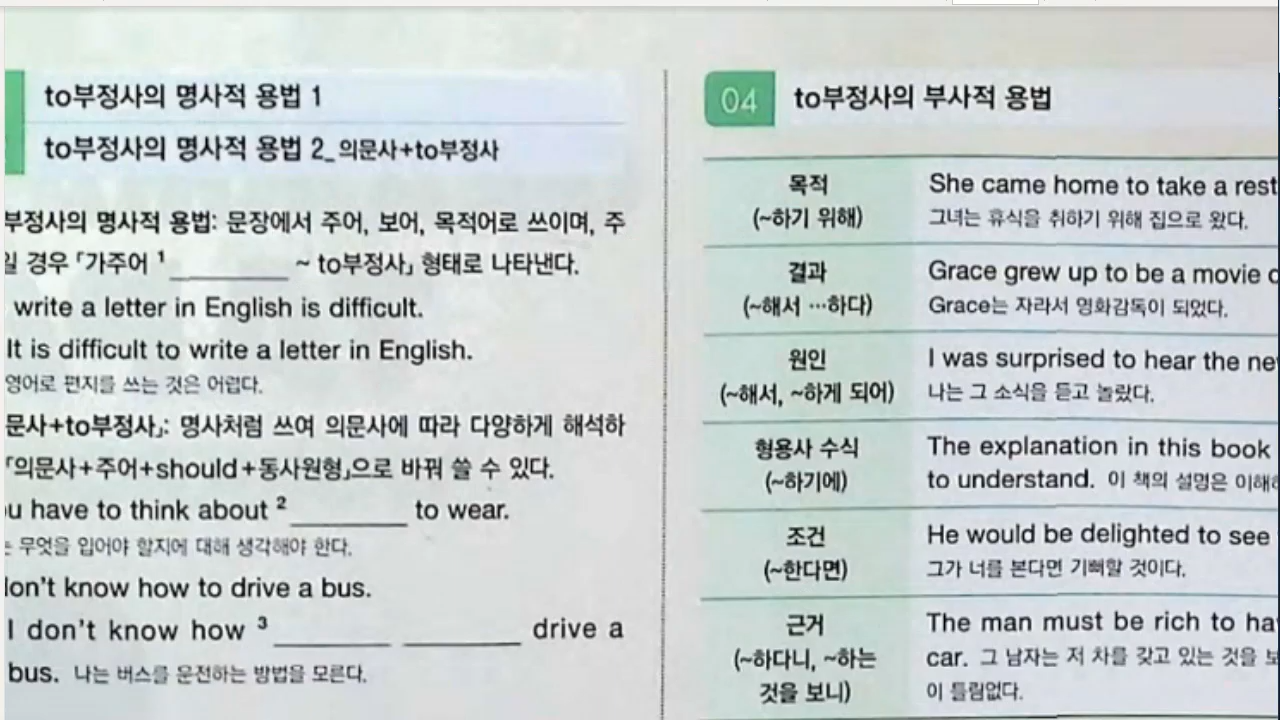 to부정사의 명사적 용법 1
to부정사의 명사적 용법 2_의문사+to부정사
부정사의 명사적 용법: 문장에서 주어, 보어, 목적어로 쓰이며, 주
일 경우 「가주어 1 ________ ~ to부정사」 형태로 나타낸다.
write a letter in English is difficult.
It is difficult to write a letter in English.
영어로 편지를 쓰는 것은 어렵다.
문사+to부정사」: 명사처럼 쓰여 의문사에 따라 다양하게 해석하
「의문사+주어+should+동사원형」으로 바꿔 쓸 수 있다.
u have to think about 2 ________ to wear.
는 무엇을 입어야 할지에 대해 생각해야 한다.
don't know how to drive a bus.
I don't know how 3 ________ ________ drive a
bus. 나는 버스를 운전하는 방법을 모른다.
04 to부정사의 부사적 용법
목적
(~하기 위해)
She came home to take a rest
그녀는 휴식을 취하기 위해 집으로 왔다.
결과
(~해서 …하다)
Grace grew up to be a movie
Grace는 자라서 영화감독이 되었다.
원인
(~해서, ~하게 되어)
I was surprised to hear the
나는 그 소식을 듣고 놀랐다.
형용사 수식
(~하기에)
The explanation in this book
to understand. 이 책의 설명은 이해
조건
(~한다면)
He would be delighted to see
그가 너를 본다면 기뻐할 것이다.
근거
(~하다니, ~하는
것을 보니)
The man must be rich to ha
car. 그 남자는 저 차를 갖고 있는 것을 보
이 틀림없다.